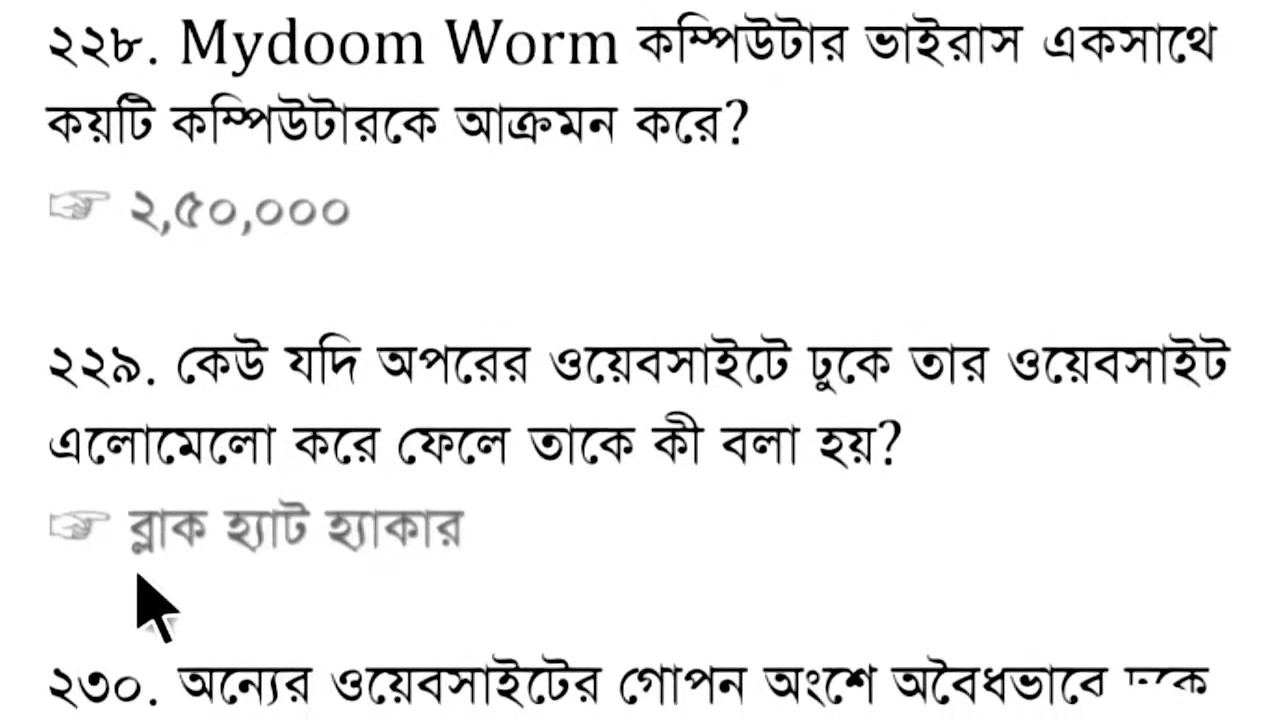 ২২৮. Mydoom Worm কম্পিউটার ভাইরাস একসাথে
কয়টি কম্পিউটারকে আক্রমন করে?
☞ ২,৫০,০০০
২২৯. কেউ যদি অপরের ওয়েবসাইটে ঢুকে তার ওয়েবসাইট
এলোমেলো করে ফেলে তাকে কী বলা হয়?
☞ ব্লাক হ্যাট হ্যাকার
২৩০. অন্যের ওয়েবসাইটের গোপন অংশে অবৈধভাবে